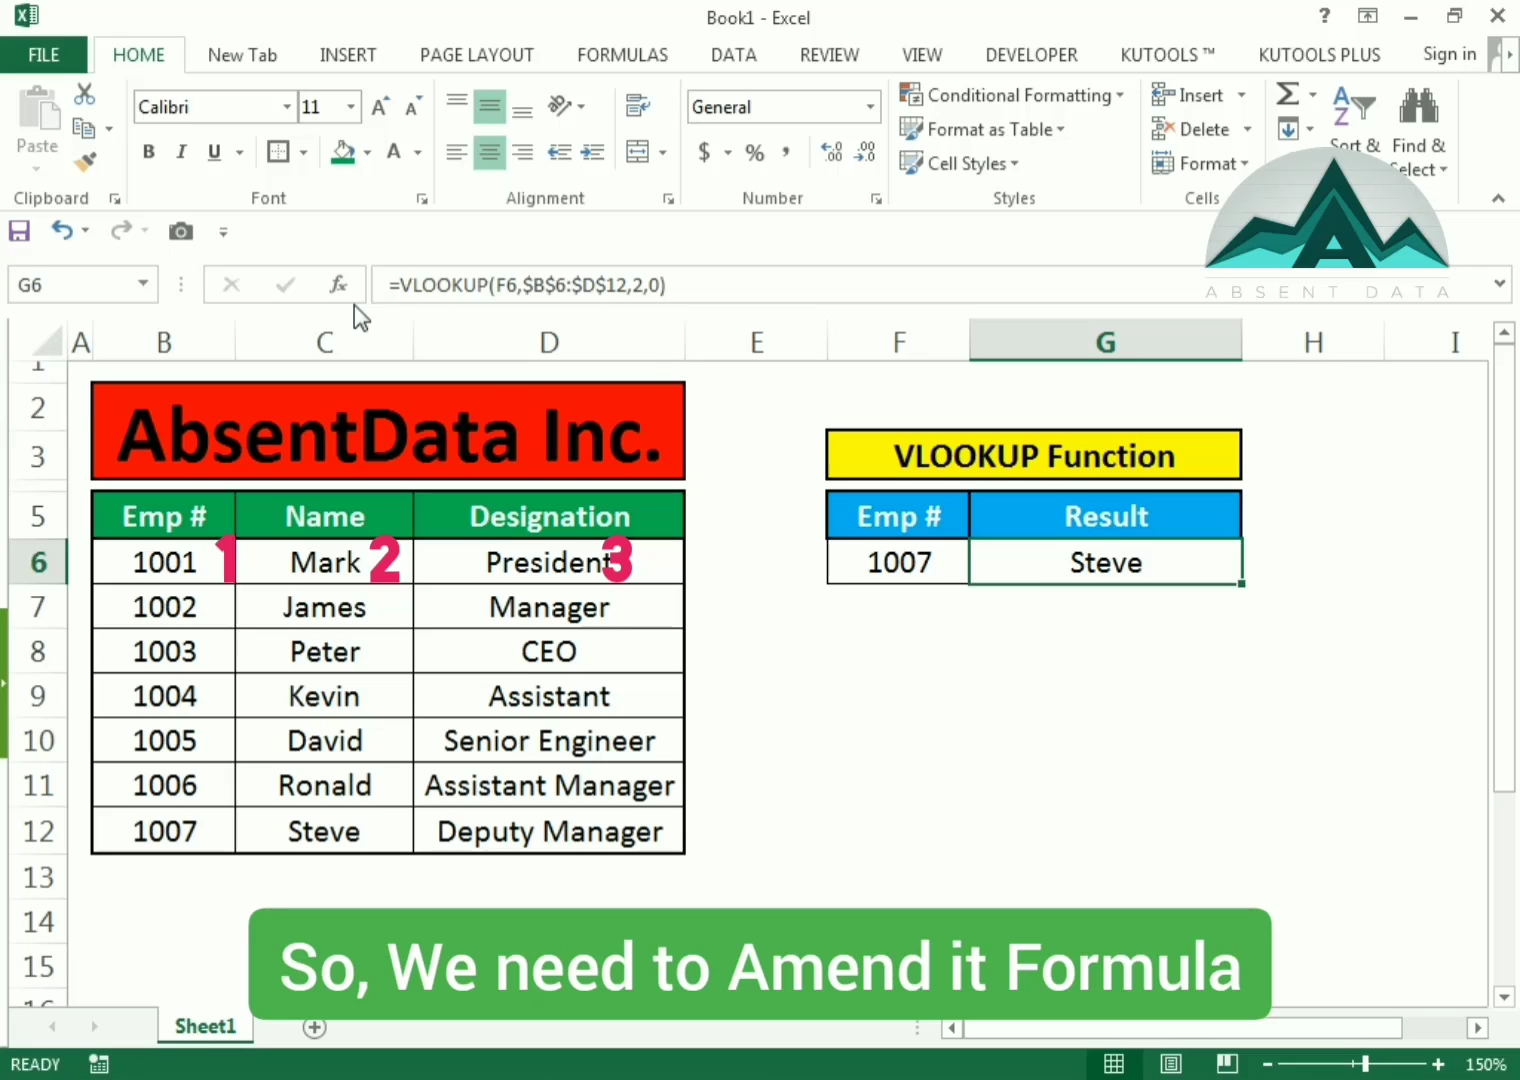 Book1 - Excel
Sign in
FILE HOME New Tab INSERT PAGE LAYOUT FORMULAS DATA REVIEW VIEW DEVELOPER KUTOOLS ™ KUTOOLS PLUS
Paste
Calibri 11
B I U A
General
$ % ,
Conditional Formatting
Format as Table
Cell Styles
Insert
Delete
Format
Sort & Find &
Select
Clipboard Font Alignment Number Styles Cells
ABSENT DATA
G6 fx =VLOOKUP(F6,$B$6:$D$12,2,0)
A B C D E F G H I
1
2
3
AbsentData Inc.
VLOOKUP Function
5 Emp # Name Designation Emp # Result
6 1001 1 Mark 2 President 3 1007 Steve
7 1002 James Manager
8 1003 Peter CEO
9 1004 Kevin Assistant
10 1005 David Senior Engineer
11 1006 Ronald Assistant Manager
12 1007 Steve Deputy Manager
13
14
15
16
So, We need to Amend it Formula
Sheet1
READY 150%